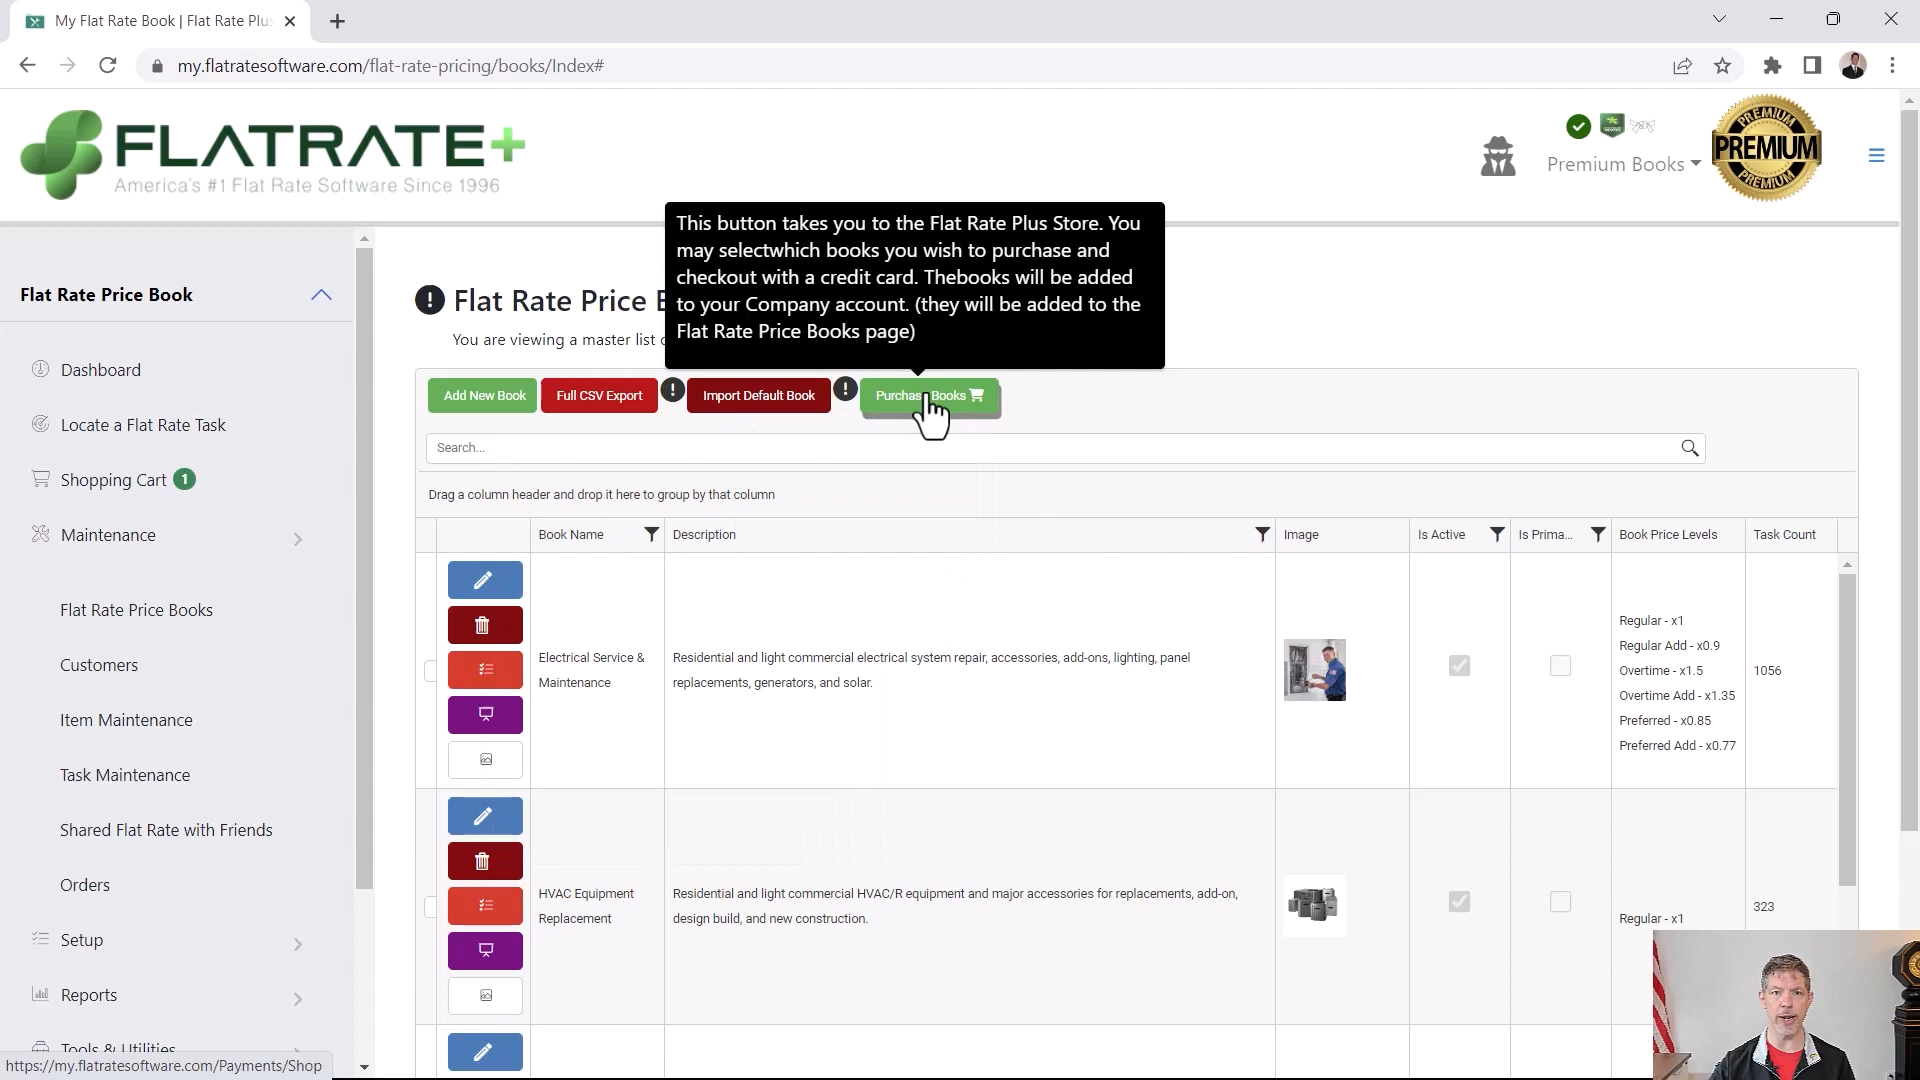 My Flat Rate Book | Flat Rate Plus
my.flatratesoftware.com/flat-rate-pricing/books/Index#
FLATRATE+
America's #1 Flat Rate Software Since 1996
Premium Books
PREMIUM
PREMIUM
PREMIUM
This button takes you to the Flat Rate Plus Store. You
may selectwhich books you wish to purchase and
checkout with a credit card. Thebooks will be added
to your Company account. (they will be added to the
Flat Rate Price Books page)
Flat Rate Price Book
Dashboard
Locate a Flat Rate Task
Shopping Cart 1
Maintenance
Flat Rate Price Books
Customers
Item Maintenance
Task Maintenance
Shared Flat Rate with Friends
Orders
Setup
Reports
Tools & Utilities
https://my.flatratesoftware.com/Payments/Shop
Flat Rate Price
You are viewing a master list
Add New Book
Full CSV Export
Import Default Book
Purchase Books
Search...
Drag a column header and drop it here to group by that column
Book Name
Description
Image
Is Active
Is Prima...
Book Price Levels
Task Count
Electrical Service &
Maintenance
Residential and light commercial electrical system repair, accessories, add-ons, lighting, panel
replacements, generators, and solar.
Regular - x1
Regular Add - x0.9
Overtime - x1.5
Overtime Add - x1.35
Preferred - x0.85
Preferred Add - x0.77
1056
HVAC Equipment
Replacement
Residential and light commercial HVAC/R equipment and major accessories for replacements, add-on,
design build, and new construction.
Regular - x1
323